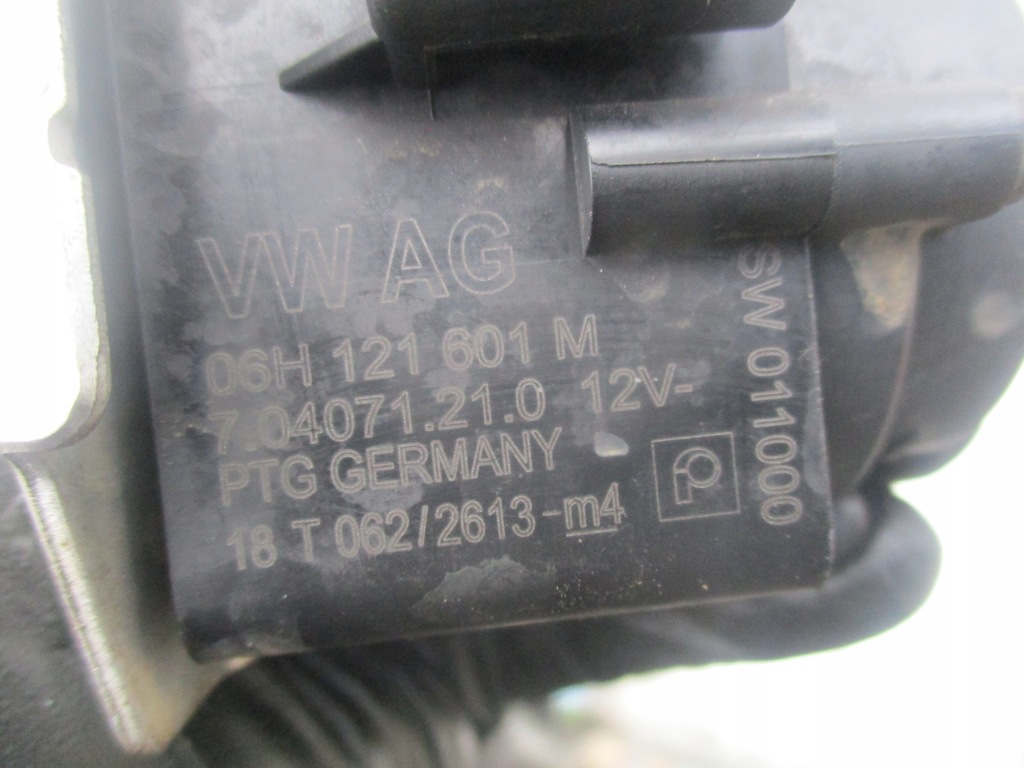 VW AG
06H 121 601 M
7.04071.21.0 12V-
PTG GERMANY
18 T 062/2613-m4
SW 011000